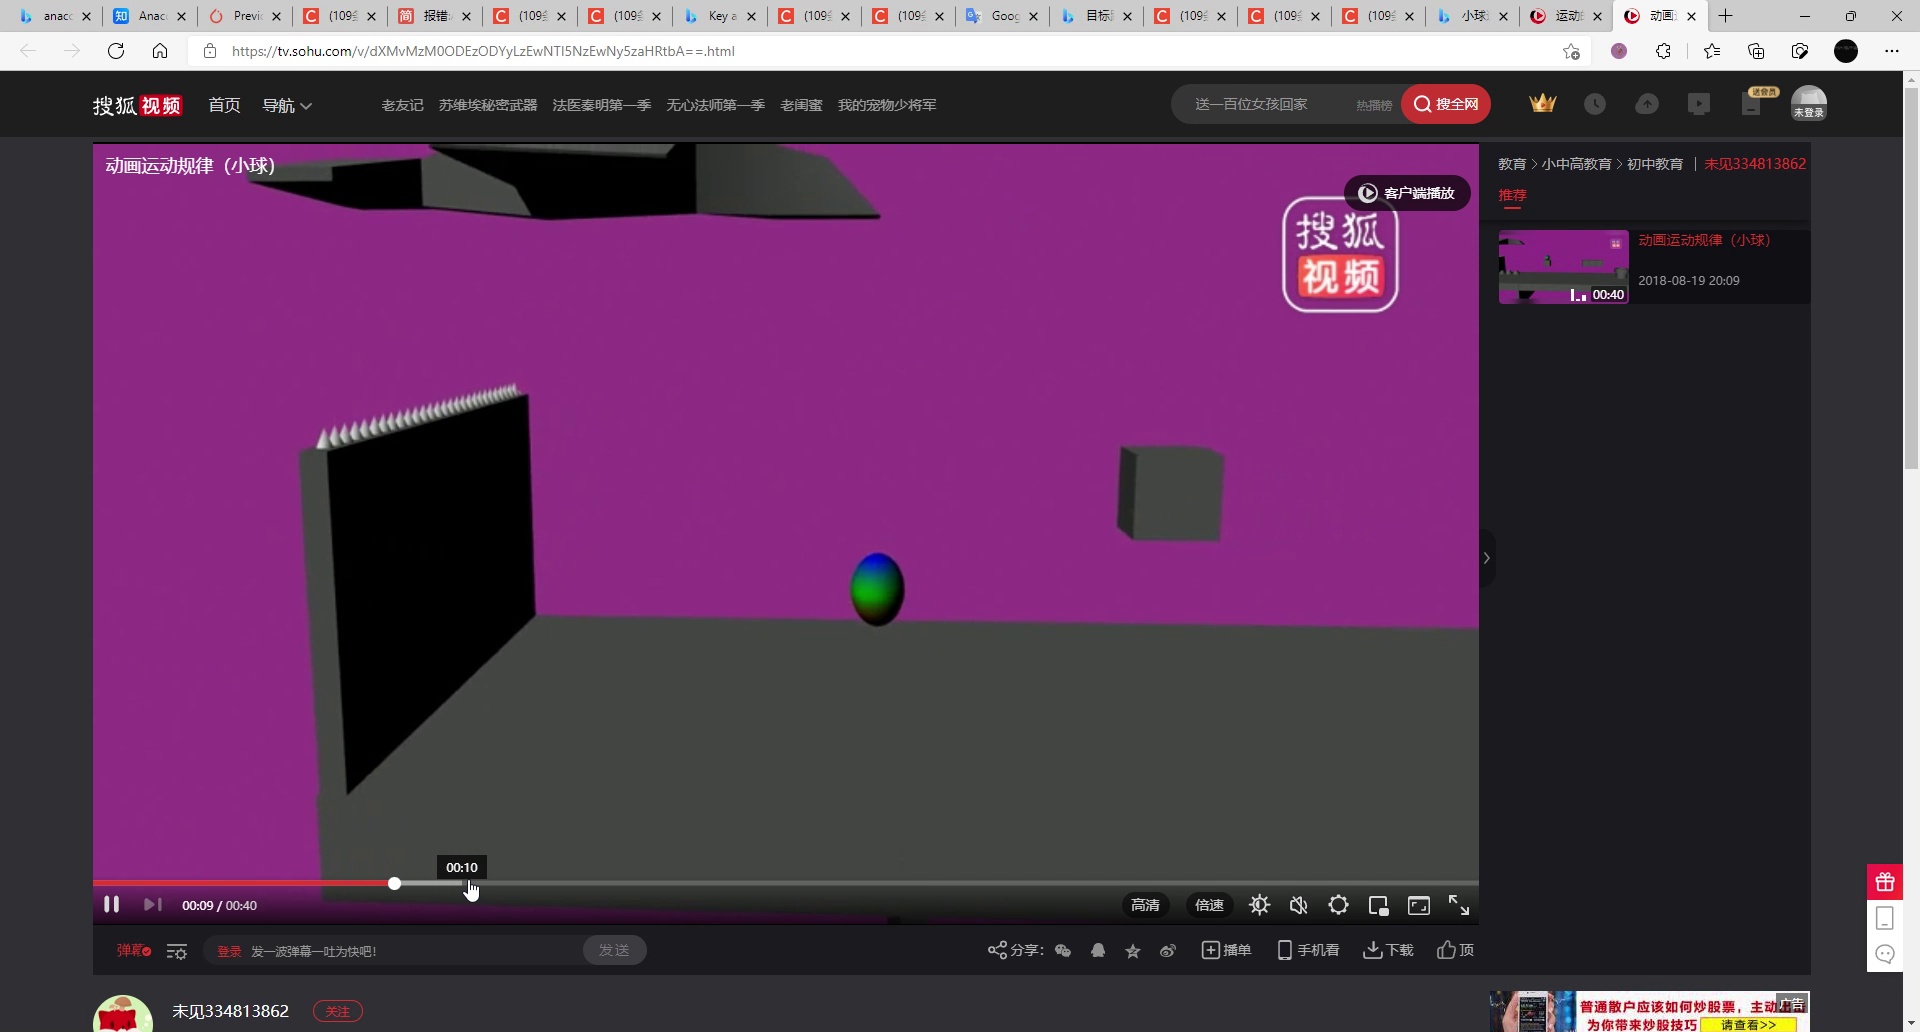 anacc
Anac
Previ
(109
报错:
(109
(109
Key a
(109
(109
Goog
目标
(109
(109
(109
小球
运动
动画
https://tv.sohu.com/v/dXMvMzM0ODEzODYyLzEwNTI5NzEwNy5zaHRtbA==.html
搜狐视频 首页 导航 老友记 苏维埃秘密武器 法医秦明第一季 无心法师第一季 老闺蜜 我的宠物少将军 送一百位女孩回家 热播榜 搜全网 送会员 未登录
动画运动规律（小球）
客户端播放
搜狐
视频
教育 > 小中高教育 > 初中教育 | 未见334813862
推荐
动画运动规律（小球）
2018-08-19 20:09
00:40
00:10
00:09 / 00:40 高清 倍速
弹幕 登录 发一波弹幕一吐为快吧! 发送 分享: 播单 手机看 下载 顶
未见334813862 关注
普通散户应该如何炒股票，主动出
广告
为你带来炒股技巧 请查看>>